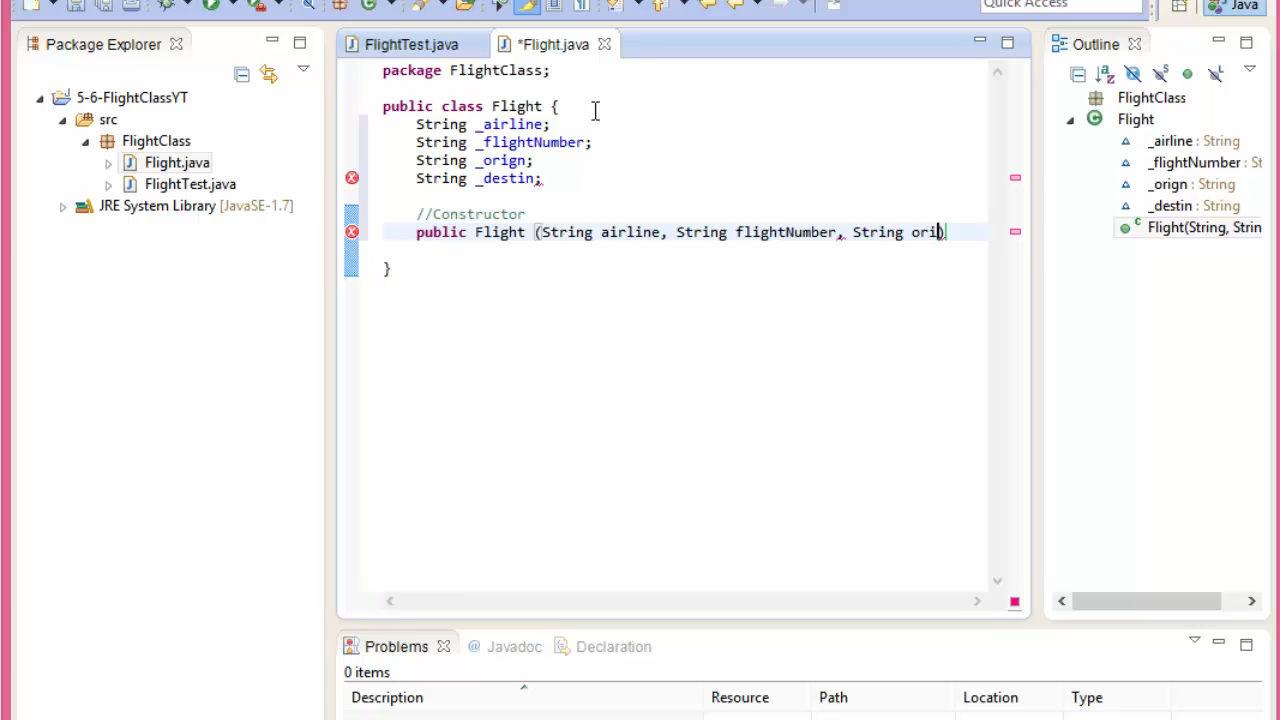 Quick Access
Java
Package Explorer
5-6-FlightClassYT
src
FlightClass
Flight.java
FlightTest.java
JRE System Library [JavaSE-1.7]
FlightTest.java
*Flight.java
package FlightClass;
public class Flight {
String _airline;
String _flightNumber;
String _orign;
String _destin;
//Constructor
public Flight (String airline, String flightNumber, String ori)
}
Outline
FlightClass
Flight
_airline : String
_flightNumber : St
_orign : String
_destin : String
Flight(String, Strin
Problems
@ Javadoc
Declaration
0 items
Description Resource Path Location Type